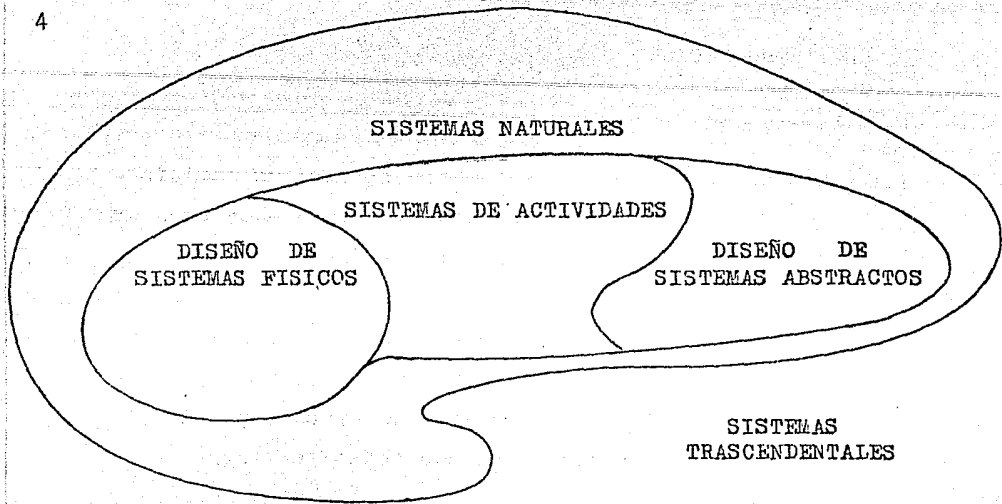 4
SISTEMAS NATURALES
SISTEMAS DE ACTIVIDADES
DISEÑO DE
SISTEMAS FISICOS
DISEÑO DE
SISTEMAS ABSTRACTOS
SISTEMAS
TRASCENDENTALES